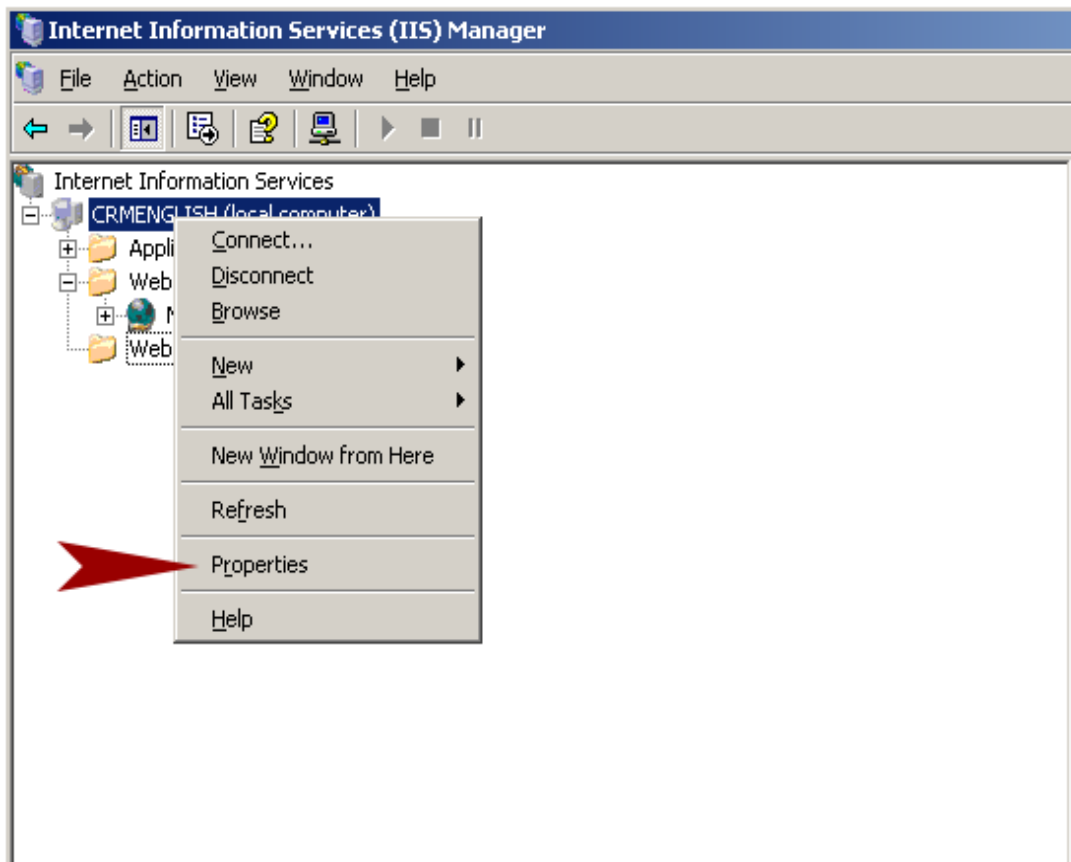 Internet Information Services (IIS) Manager
File Action View Window Help
Internet Information Services
CRMENGLISH (local computer)
Appli
Web
Web
Connect...
Disconnect
Browse
New
All Tasks
New Window from Here
Refresh
Properties
Help